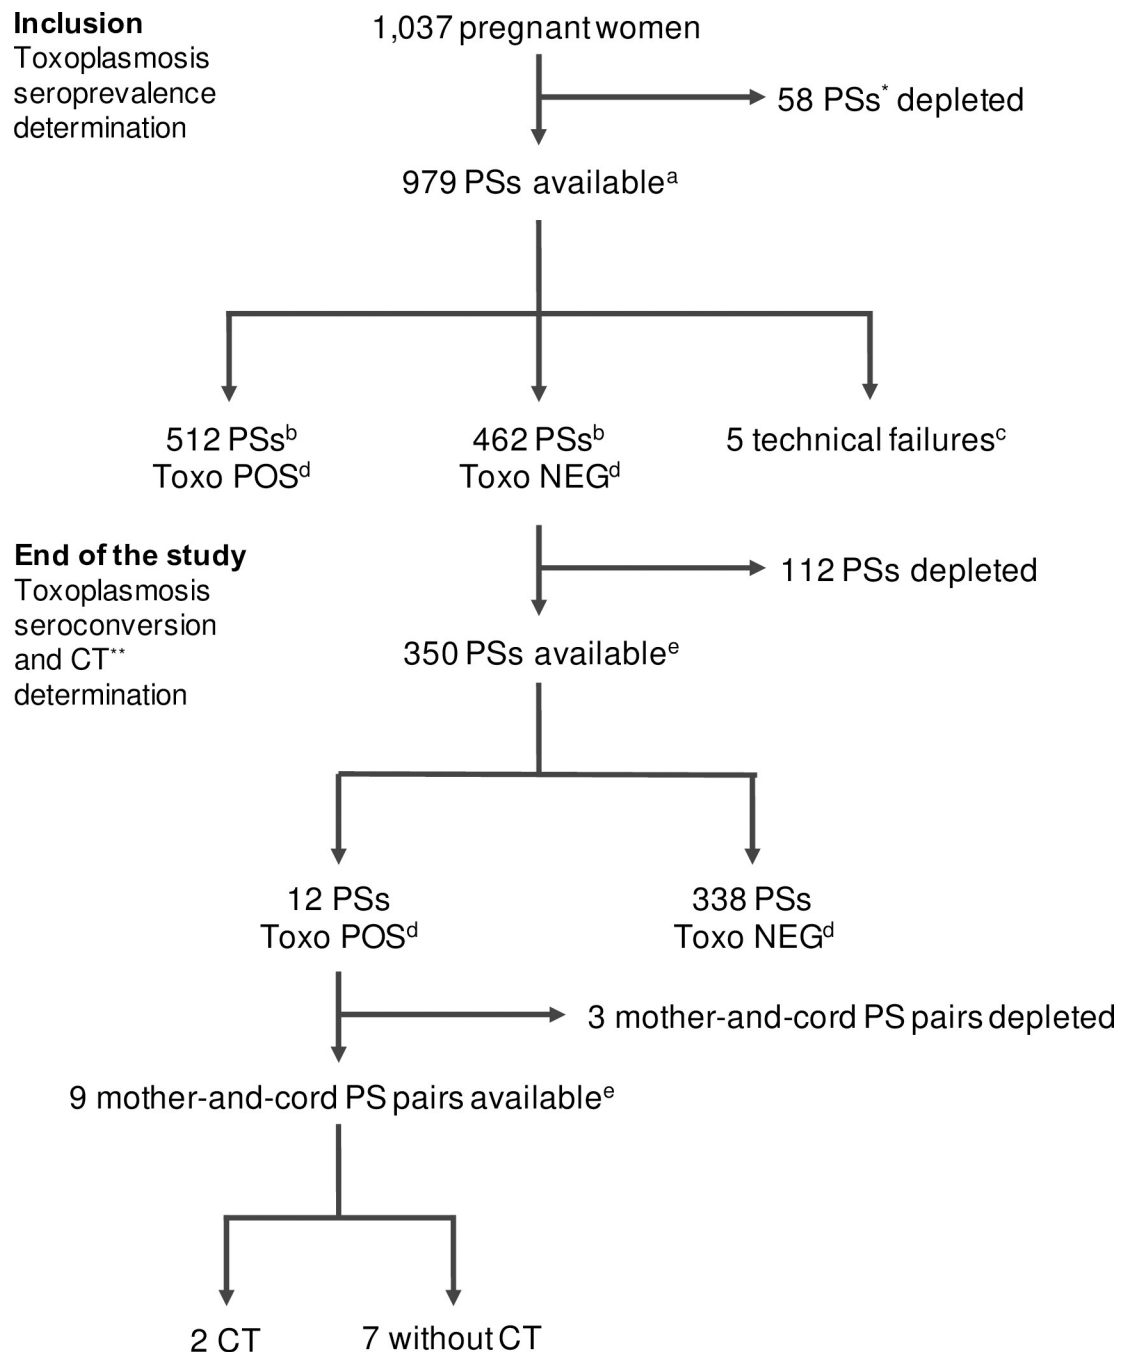 Inclusion
Toxoplasmosis
seroprevalence
determination
1,037 pregnant women
58 PSs* depleted
979 PSs availableᵃ
512 PSsᵇ
Toxo POSᵈ
462 PSsᵇ
Toxo NEGᵈ
5 technical failuresᶜ
End of the study
Toxoplasmosis
seroconversion
and CT**
determination
112 PSs depleted
350 PSs availableᵉ
12 PSs
Toxo POSᵈ
338 PSs
Toxo NEGᵈ
3 mother-and-cord PS pairs depleted
9 mother-and-cord PS pairs availableᵉ
2 CT
7 without CT